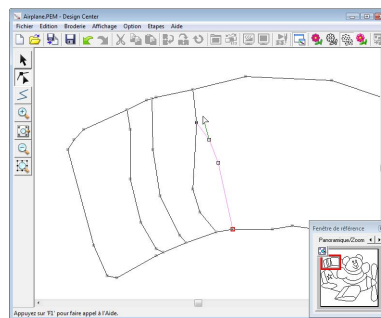 Airplane.PEM - Design Center
Fichier Edition Broderie Affichage Option Etapes Aide
Fenêtre de référence
Panoramique/Zoom
Appuyez sur 'F1' pour faire appel à l'Aide.